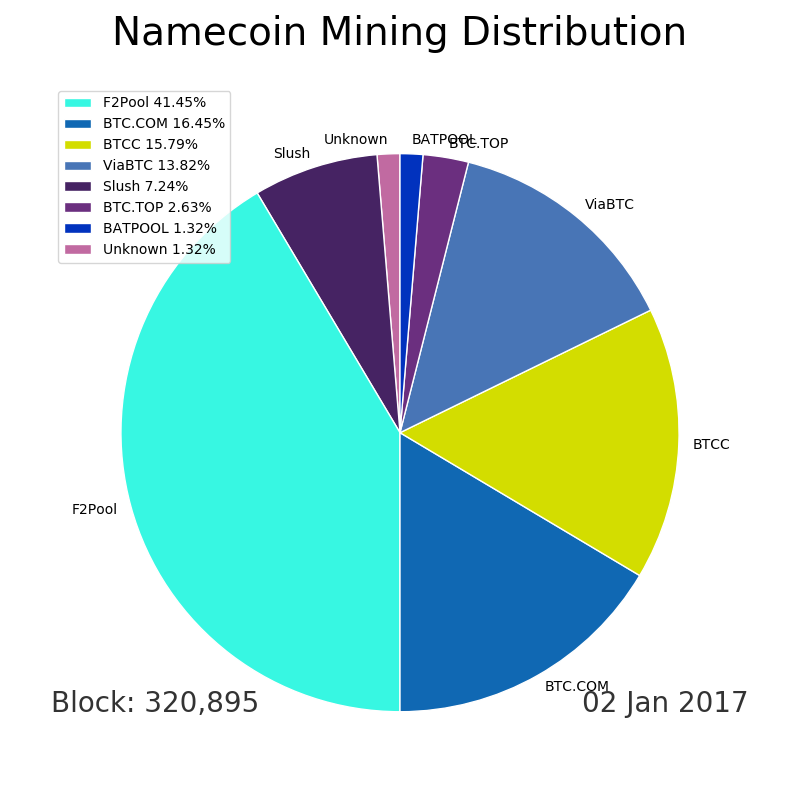 Namecoin Mining Distribution
F2Pool 41.45%
BTC.COM 16.45%
BTCC 15.79%
ViaBTC 13.82%
Slush 7.24%
BTC.TOP 2.63%
BATPOOL 1.32%
Unknown 1.32%
Unknown
BATPOOL
BTC.TOP
Slush
ViaBTC
BTCC
F2Pool
BTC.COM
Block: 320,895
02 Jan 2017